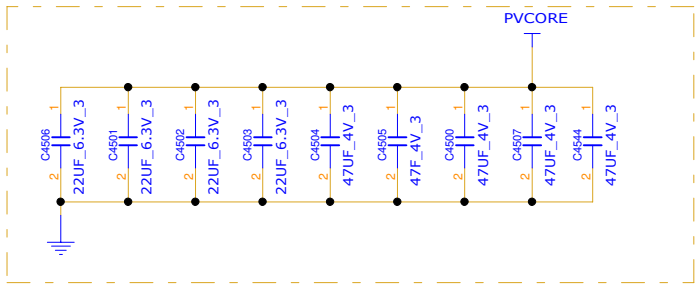 PVCORE
1
C4506
22UF_6.3V_3
2
1
C4501
22UF_6.3V_3
2
1
C4502
22UF_6.3V_3
2
1
C4503
22UF_6.3V_3
2
1
C4504
47UF_4V_3
2
1
C4505
47F_4V_3
2
1
C4500
47UF_4V_3
2
1
C4507
47UF_4V_3
2
1
C4544
47UF_4V_3
2